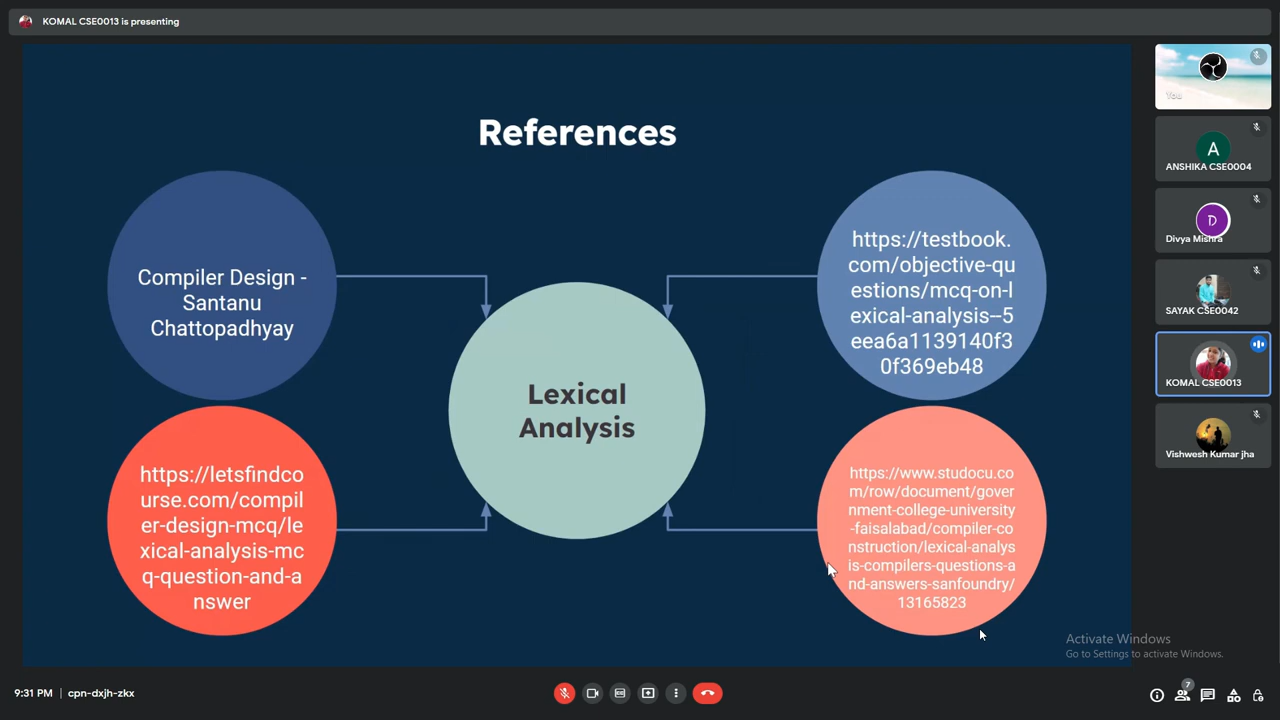 KOMAL CSE0013 is presenting
References
Compiler Design -
Santanu
Chattopadhyay
https://letsfindco
urse.com/compil
er-design-mcq/le
xical-analysis-mc
q-question-and-a
nswer
Lexical
Analysis
https://testbook.
com/objective-qu
estions/mcq-on-l
exical-analysis--5
eea6a1139140f3
0f369eb48
https://www.studocu.co
m/row/document/gover
nment-college-university
-faisalabad/compiler-co
nstruction/lexical-analys
is-compilers-questions-a
nd-answers-sanfoundry/
13165823
You
A
ANSHIKA CSE0004
D
Divya Mishra
SAYAK CSE0042
KOMAL CSE0013
Vishwesh Kumar jha
Activate Windows
Go to Settings to activate Windows.
9:31 PM | cpn-dxjh-zkx
7